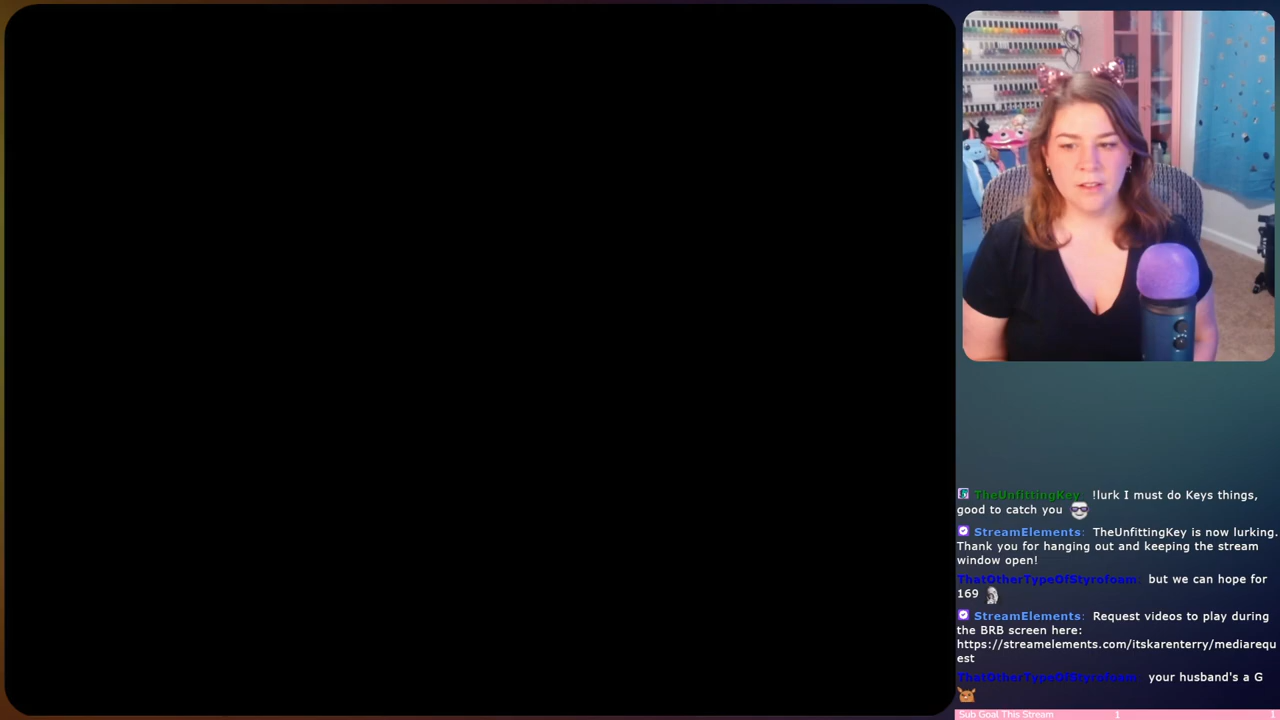 TheUnfittingKey: !lurk I must do Keys things,
good to catch you
StreamElements: TheUnfittingKey is now lurking.
Thank you for hanging out and keeping the stream
window open!
ThatOtherTypeOfStyrofoam: but we can hope for
169
StreamElements: Request videos to play during
the BRB screen here:
https://streamelements.com/itskarenterry/mediarequ
est
ThatOtherTypeOfStyrofoam: your husband's a G
Sub Goal This Stream 1 1